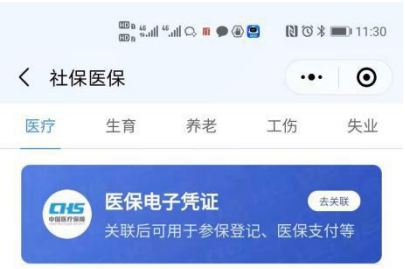 11:30
社保医保
医疗 生育 养老 工伤 失业
CHS
中国医疗保障
医保电子凭证
去关联
关联后可用于参保登记、医保支付等